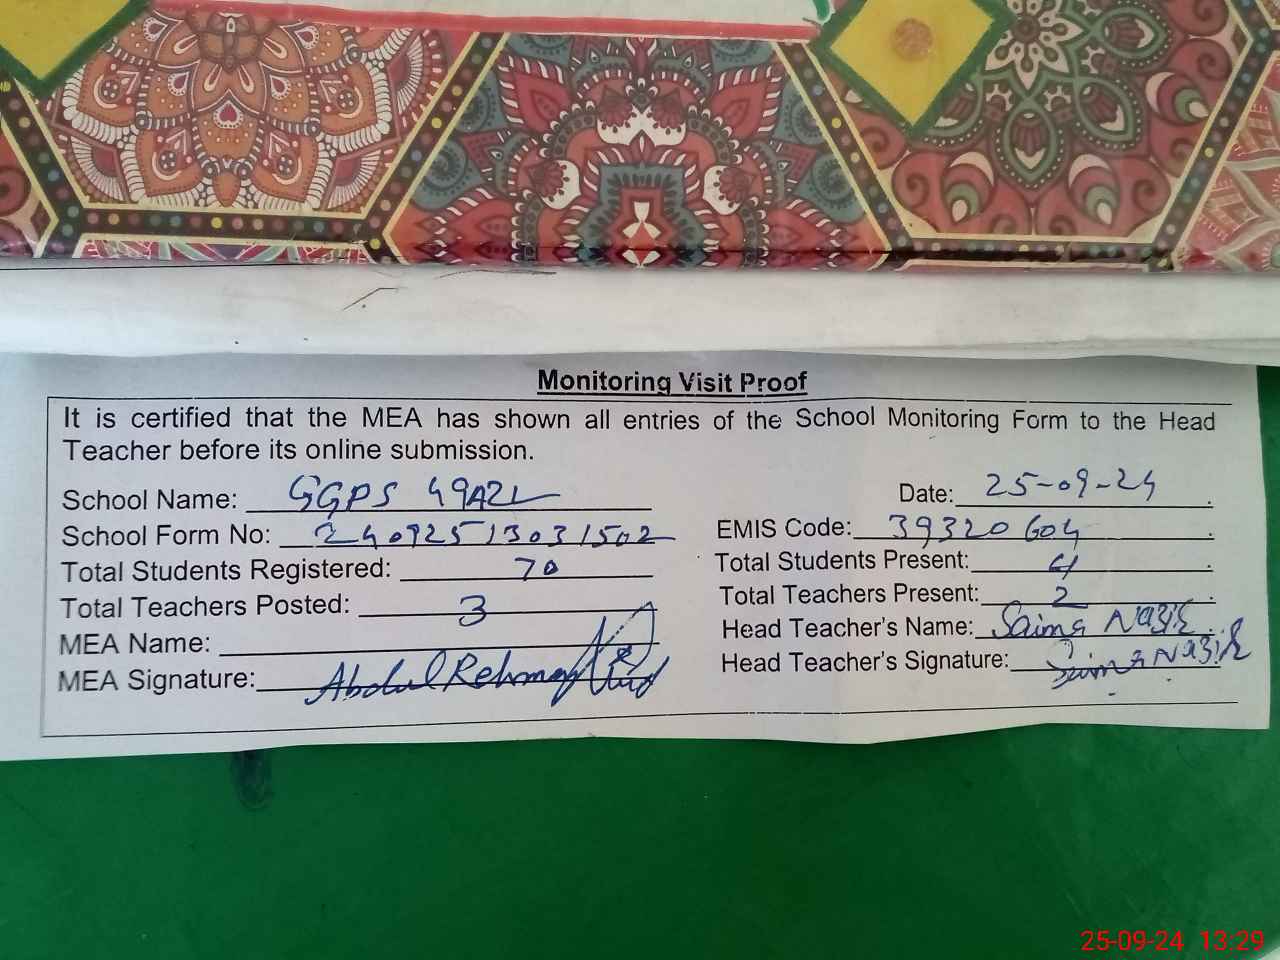 Monitoring Visit Proof
It is certified that the MEA has shown all entries of the School Monitoring Form to the Head
Teacher before its online submission.
School Name: GGPS 49A2L Date: 25-09-24
School Form No: 24092513031502 EMIS Code: 39320604
Total Students Registered: 70 Total Students Present: 4
Total Teachers Posted: 3 Total Teachers Present: 2
MEA Name: Head Teacher's Name: Saima Nazir
MEA Signature: Abdul Rehman Head Teacher's Signature: Saima Nazir
25-09-24 13:29